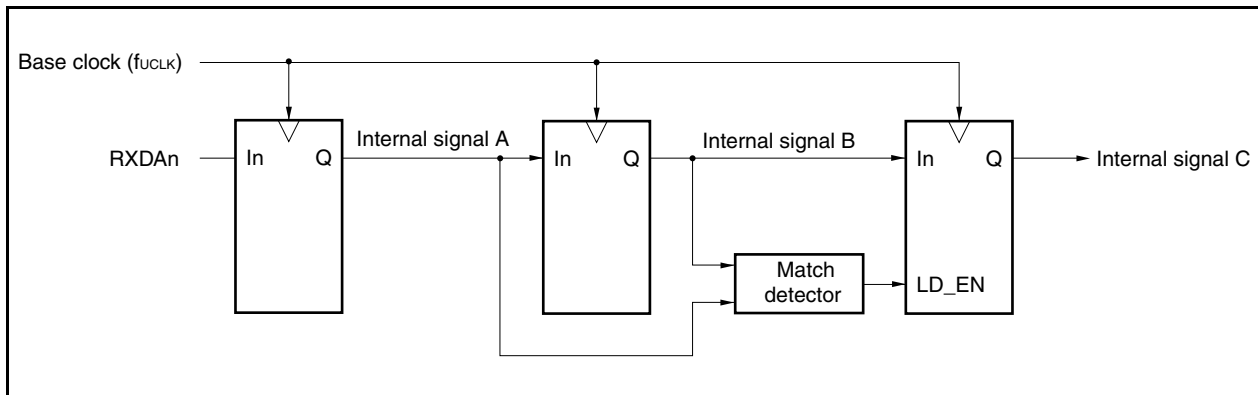 Base clock (fUCLK)
RXDAn
In
Q
Internal signal A
In
Q
Internal signal B
In
Q
Internal signal C
Match
detector
LD_EN